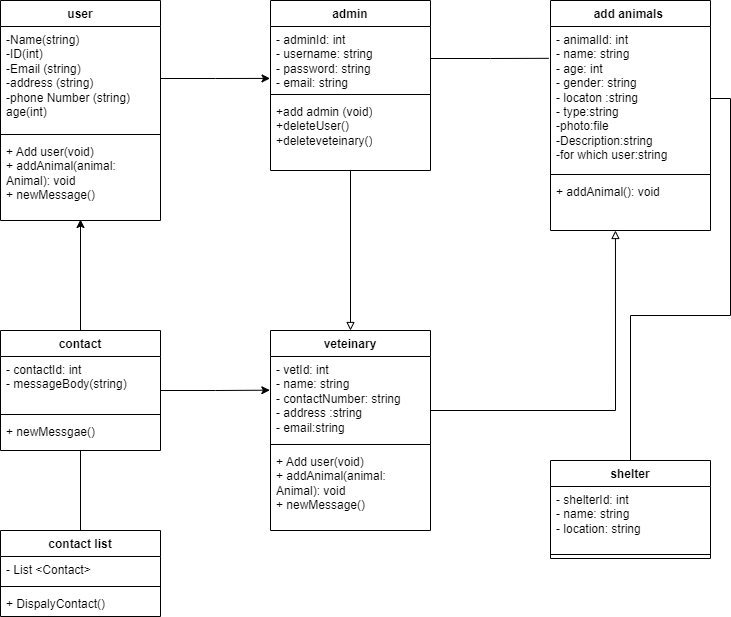 user
-Name(string)
-ID(int)
-Email (string)
-address (string)
-phone Number (string)
age(int)
+ Add user(void)
+ addAnimal(animal:
Animal): void
+ newMessage()
admin
- adminId: int
- username: string
- password: string
- email: string
+add admin (void)
+deleteUser()
+deleteveteinary()
add animals
- animalId: int
- name: string
- age: int
- gender: string
- locaton :string
- type:string
-photo:file
-Description:string
-for which user:string
+ addAnimal(): void
contact
- contactId: int
- messageBody(string)
+ newMessgae()
veteinary
- vetId: int
- name: string
- contactNumber: string
- address :string
- email:string
+ Add user(void)
+ addAnimal(animal:
Animal): void
+ newMessage()
shelter
- shelterId: int
- name: string
- location: string
contact list
- List <Contact>
+ DispalyContact()